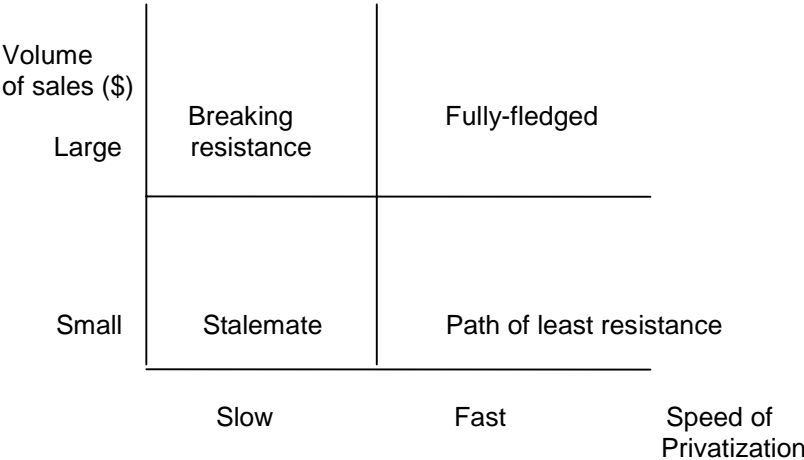 Volume
of sales ($)
Breaking
Fully-fledged
Large
resistance
Small
Stalemate
Path of least resistance
Slow
Fast
Speed of
Privatization